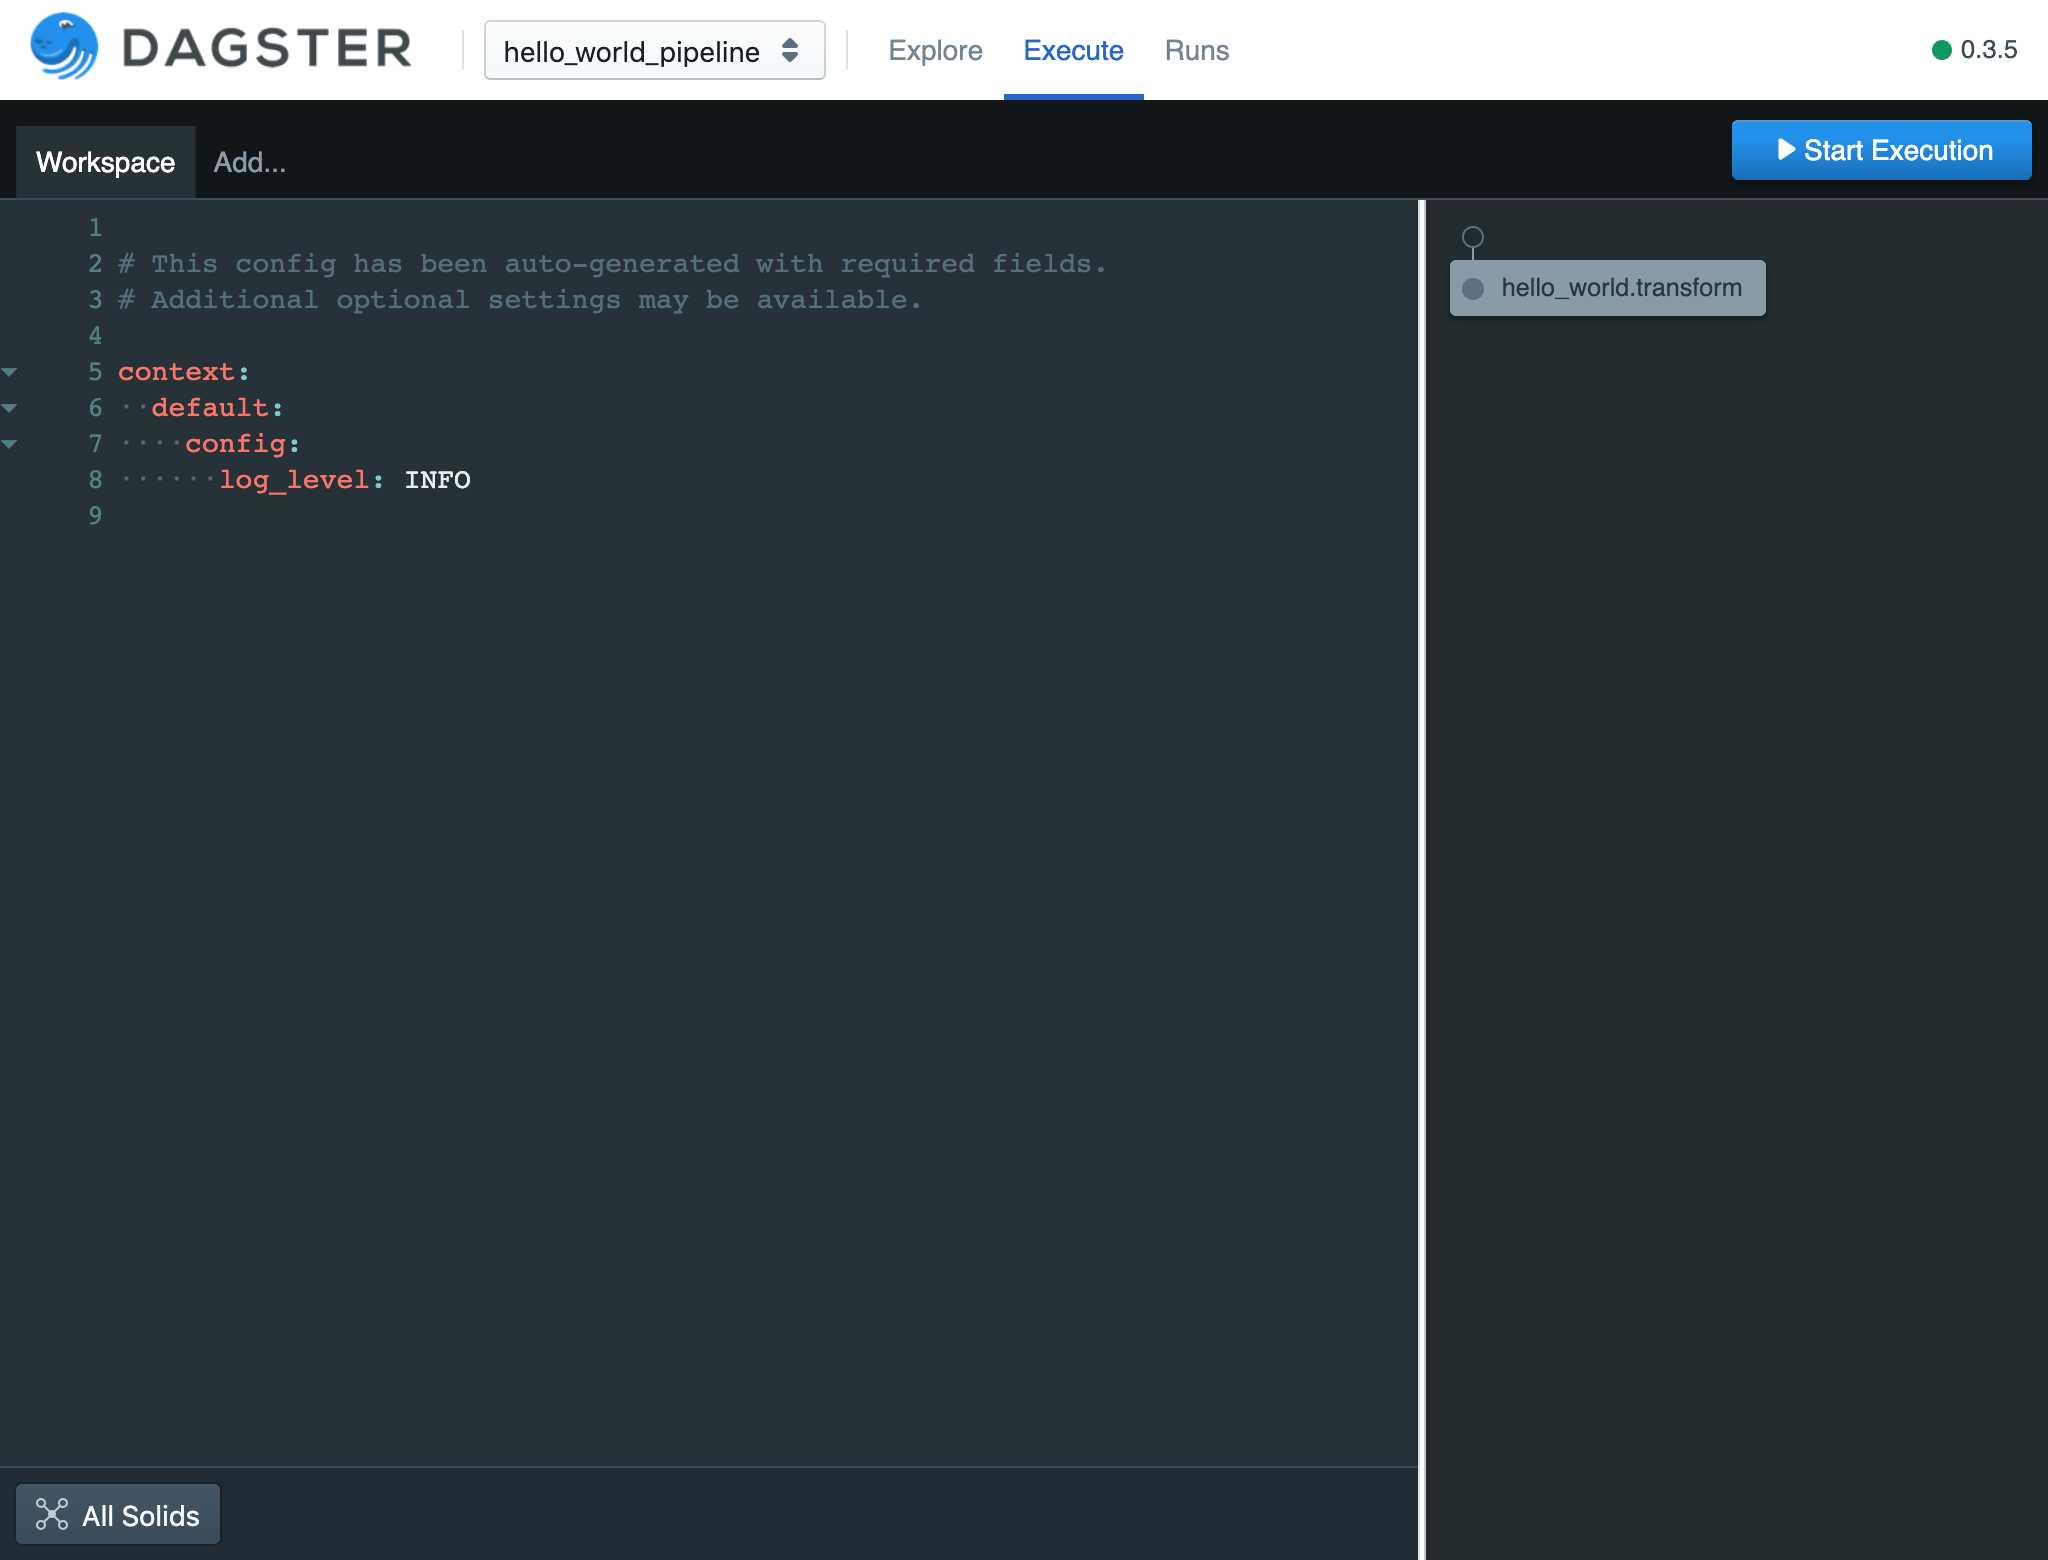 DAGSTER
hello_world_pipeline
Explore
Execute
Runs
0.3.5
Workspace
Add...
Start Execution
1
2 # This config has been auto-generated with required fields.
3 # Additional optional settings may be available.
4
5 context:
6 ··default:
7 ····config:
8 ······log_level: INFO
9
hello_world.transform
All Solids